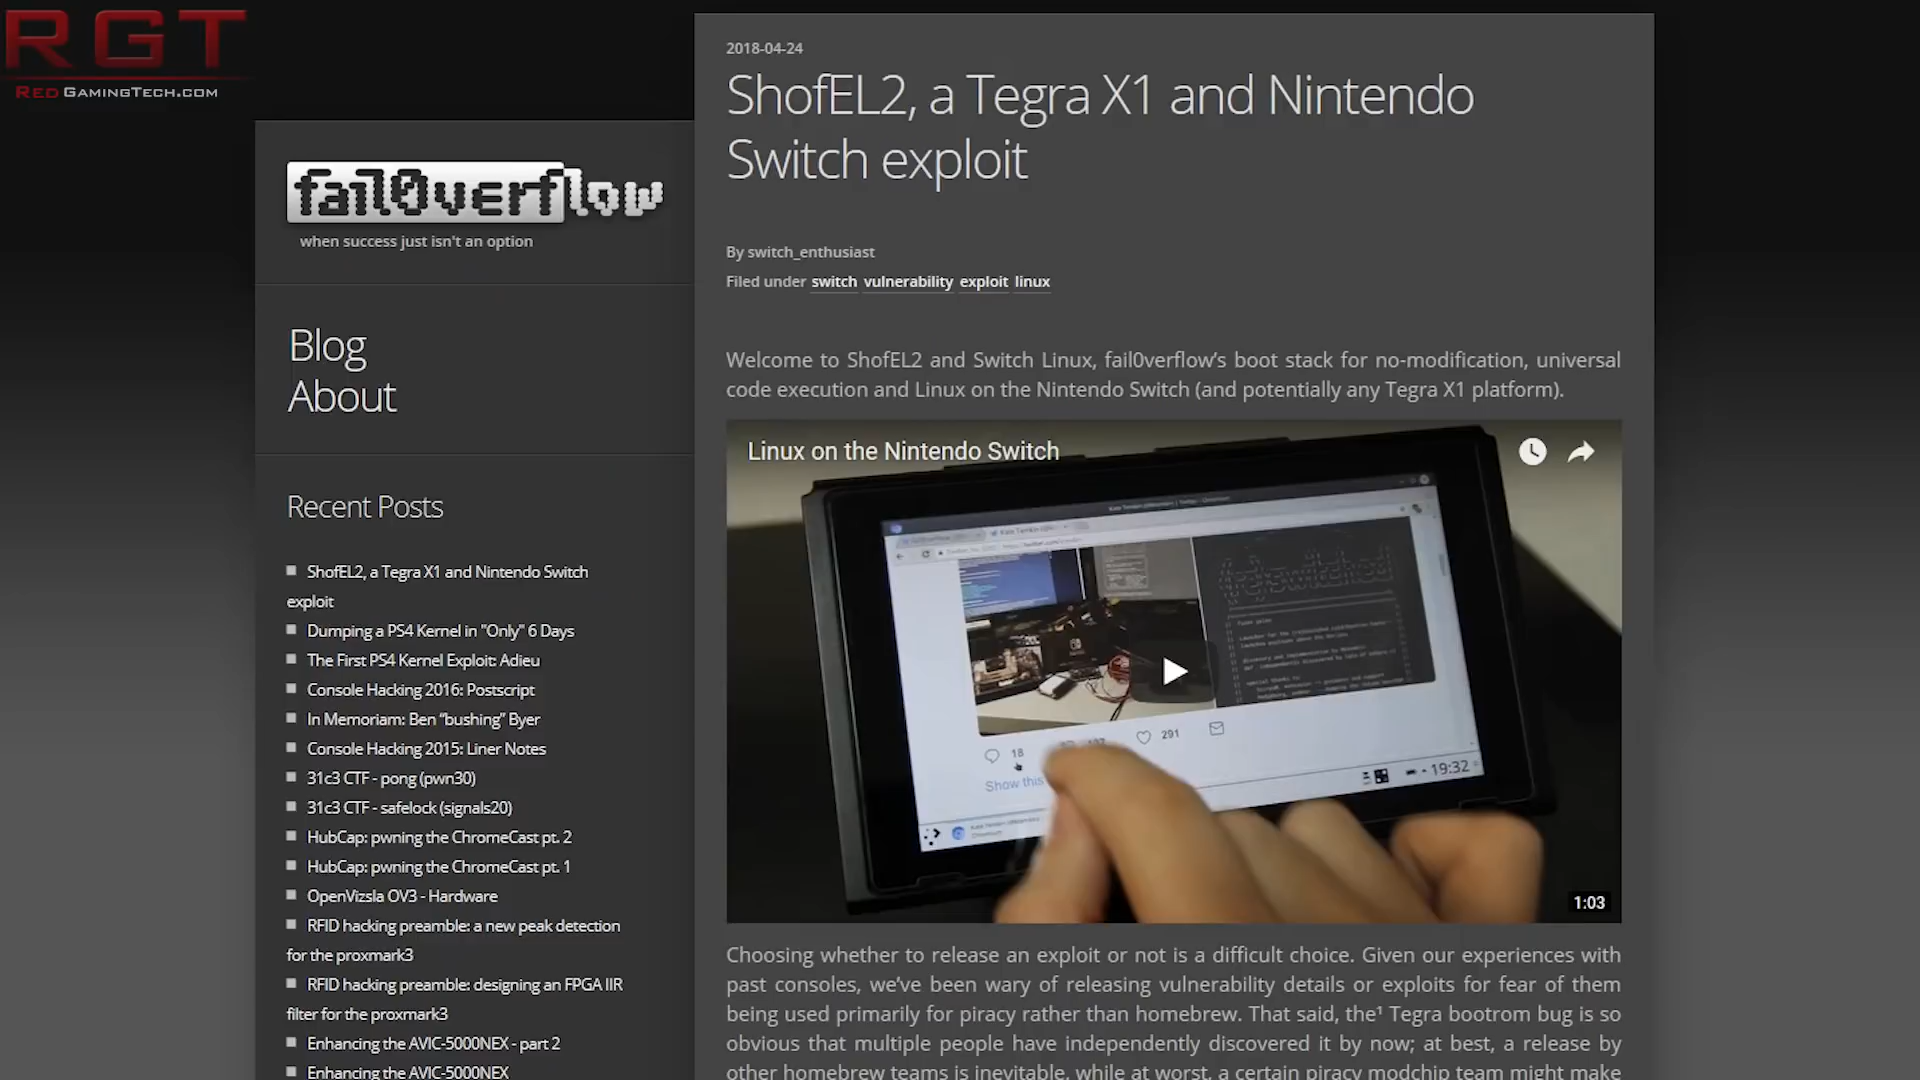 RGT
RED GAMINGTECH.COM
fail0verflow
when success just isn't an option
Blog
About
Recent Posts
ShofEL2, a Tegra X1 and Nintendo Switch
exploit
Dumping a PS4 Kernel in "Only" 6 Days
The First PS4 Kernel Exploit: Adieu
Console Hacking 2016: Postscript
In Memoriam: Ben “bushing” Byer
Console Hacking 2015: Liner Notes
31c3 CTF - pong (pwn30)
31c3 CTF - safelock (signals20)
HubCap: pwning the ChromeCast pt. 2
HubCap: pwning the ChromeCast pt. 1
OpenVizsla OV3 - Hardware
RFID hacking preamble: a new peak detection
for the proxmark3
RFID hacking preamble: designing an FPGA IIR
filter for the proxmark3
Enhancing the AVIC-5000NEX - part 2
Enhancing the AVIC-5000NEX
2018-04-24
ShofEL2, a Tegra X1 and Nintendo
Switch exploit
By switch_enthusiast
Filed under switch vulnerability exploit linux
Welcome to ShofEL2 and Switch Linux, fail0verflow’s boot stack for no-modification, universal
code execution and Linux on the Nintendo Switch (and potentially any Tegra X1 platform).
Linux on the Nintendo Switch
18
291
Show this
19:32
1:03
Choosing whether to release an exploit or not is a difficult choice. Given our experiences with
past consoles, we’ve been wary of releasing vulnerability details or exploits for fear of them
being used primarily for piracy rather than homebrew. That said, the¹ Tegra bootrom bug is so
obvious that multiple people have independently discovered it by now; at best, a release by
other homebrew teams is inevitable, while at worst, a certain piracy modchip team might make